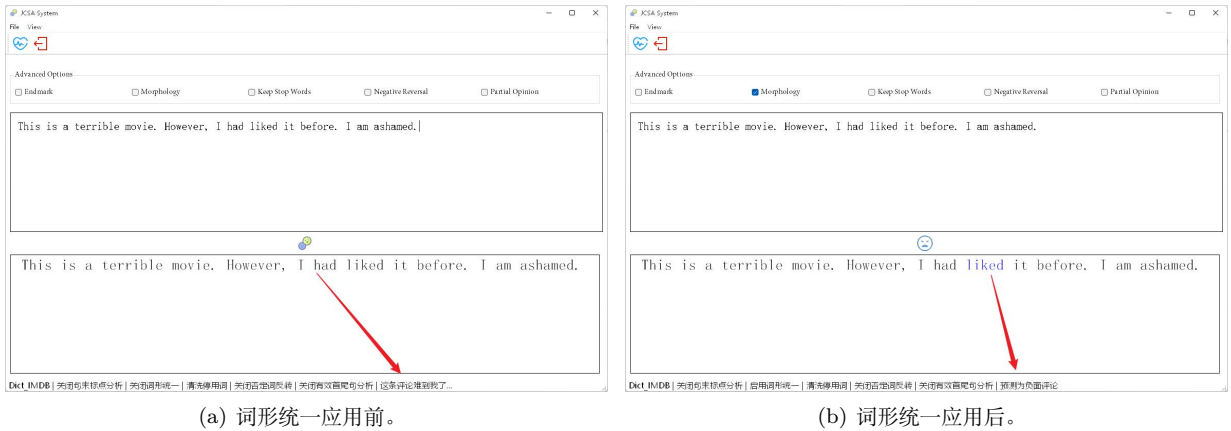 JCSA System
File View
Advanced Options
Endmark Morphology Keep Stop Words Negative Reversal Partial Opinion
This is a terrible movie. However, I had liked it before. I am ashamed.
This is a terrible movie. However, I had liked it before. I am ashamed.
Dict_IMDB | 关闭句末标点分析 | 关闭词形统一 | 清洗停用词 | 关闭否定词反转 | 关闭有效首尾句分析 | 这条评论难到我了...
(a) 词形统一应用前。
JCSA System
File View
Advanced Options
Endmark Morphology Keep Stop Words Negative Reversal Partial Opinion
This is a terrible movie. However, I had liked it before. I am ashamed.
This is a terrible movie. However, I had liked it before. I am ashamed.
Dict_IMDB | 关闭句末标点分析 | 启用词形统一 | 清洗停用词 | 关闭否定词反转 | 关闭有效首尾句分析 | 预测为负面评论
(b) 词形统一应用后。